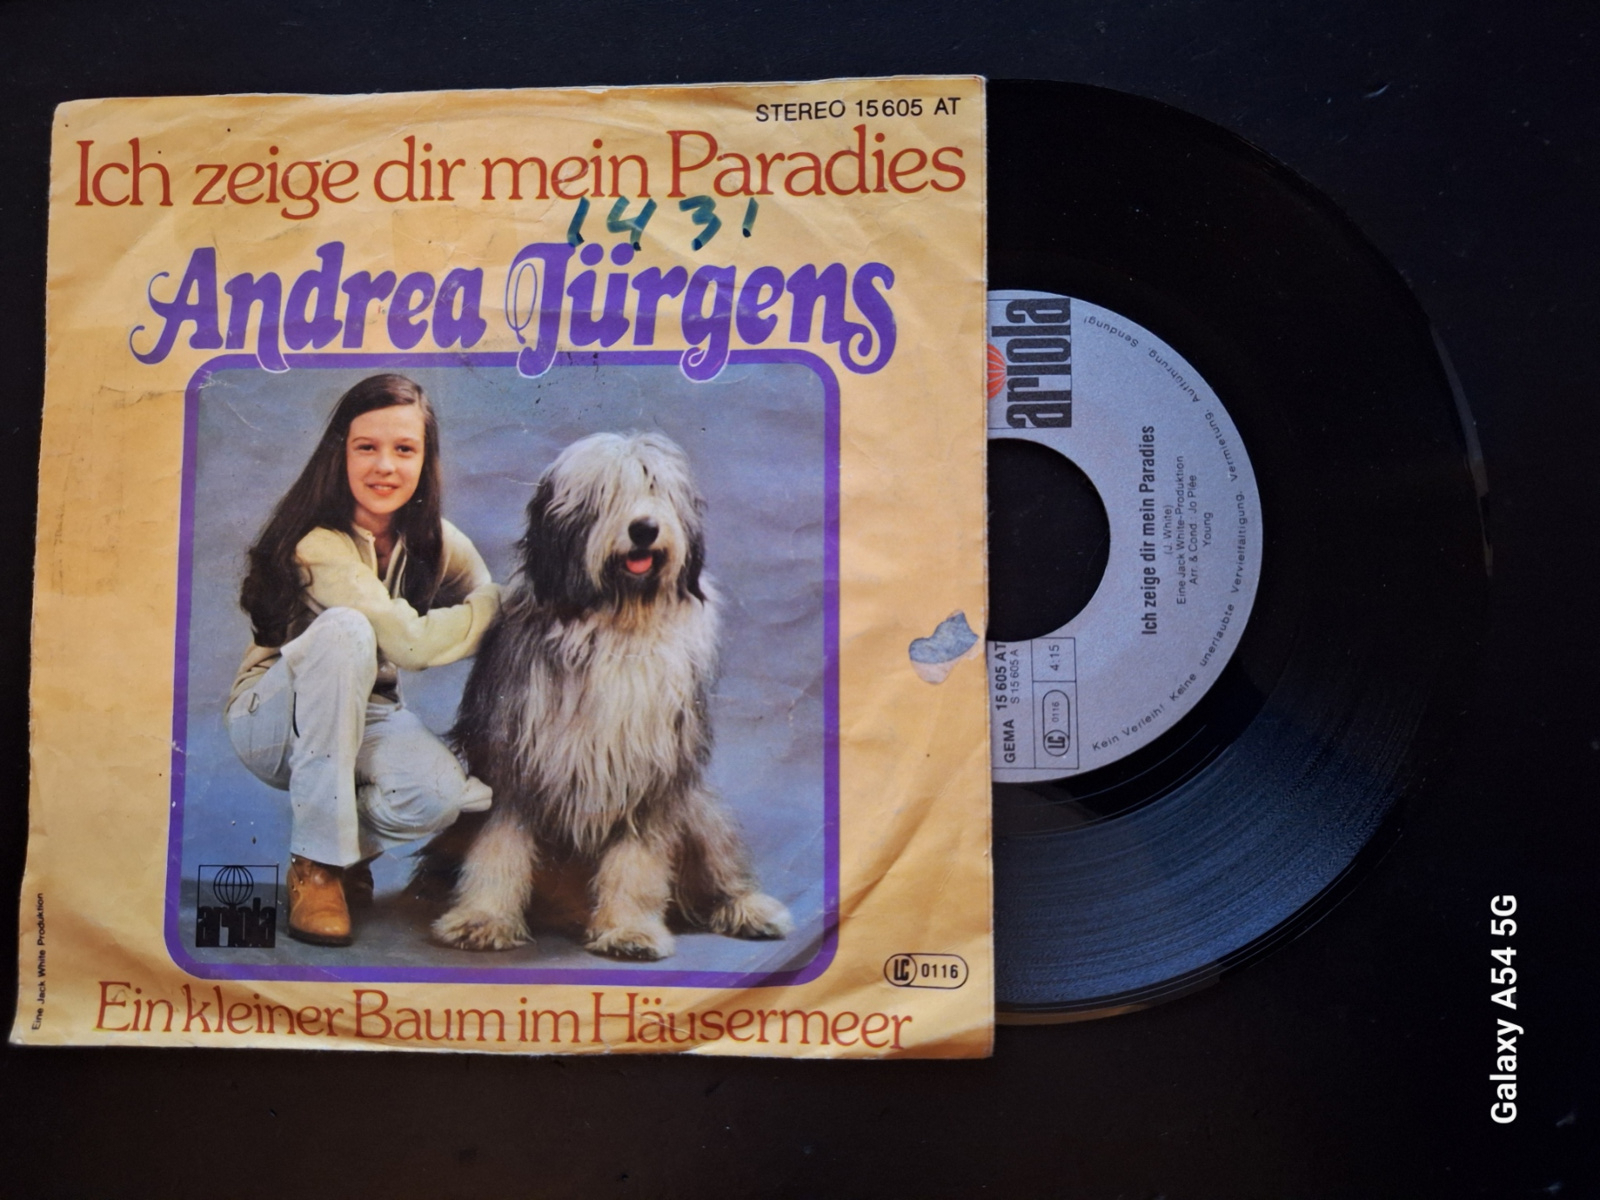 STEREO 15605 AT
Ich zeige dir mein Paradies
1431
Andrea Jürgens
ariola
LC 0116
Eine Jack White Produktion
Ein kleiner Baum im Häusermeer
ariola
Ich zeige dir mein Paradies
(J. White)
Eine Jack White-Produktion
Arr. & Cond.: Jo Plée
Young
GEMA 15 605 AT
S 15 605 A
LC 0116 4:15
Kein Verleih! Keine unerlaubte Vervielfältigung, Vermietung, Aufführung, Sendung!
Galaxy A54 5G